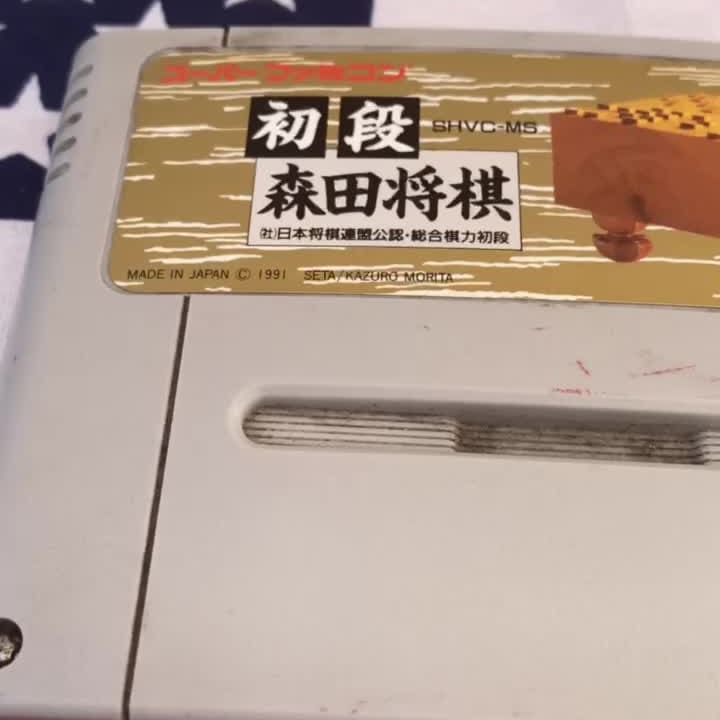 スーパーファミコン
初段 SHVC-MS
森田将棋
(社)日本将棋連盟公認・総合棋力初段
MADE IN JAPAN © 1991 SETA/KAZURO MORITA